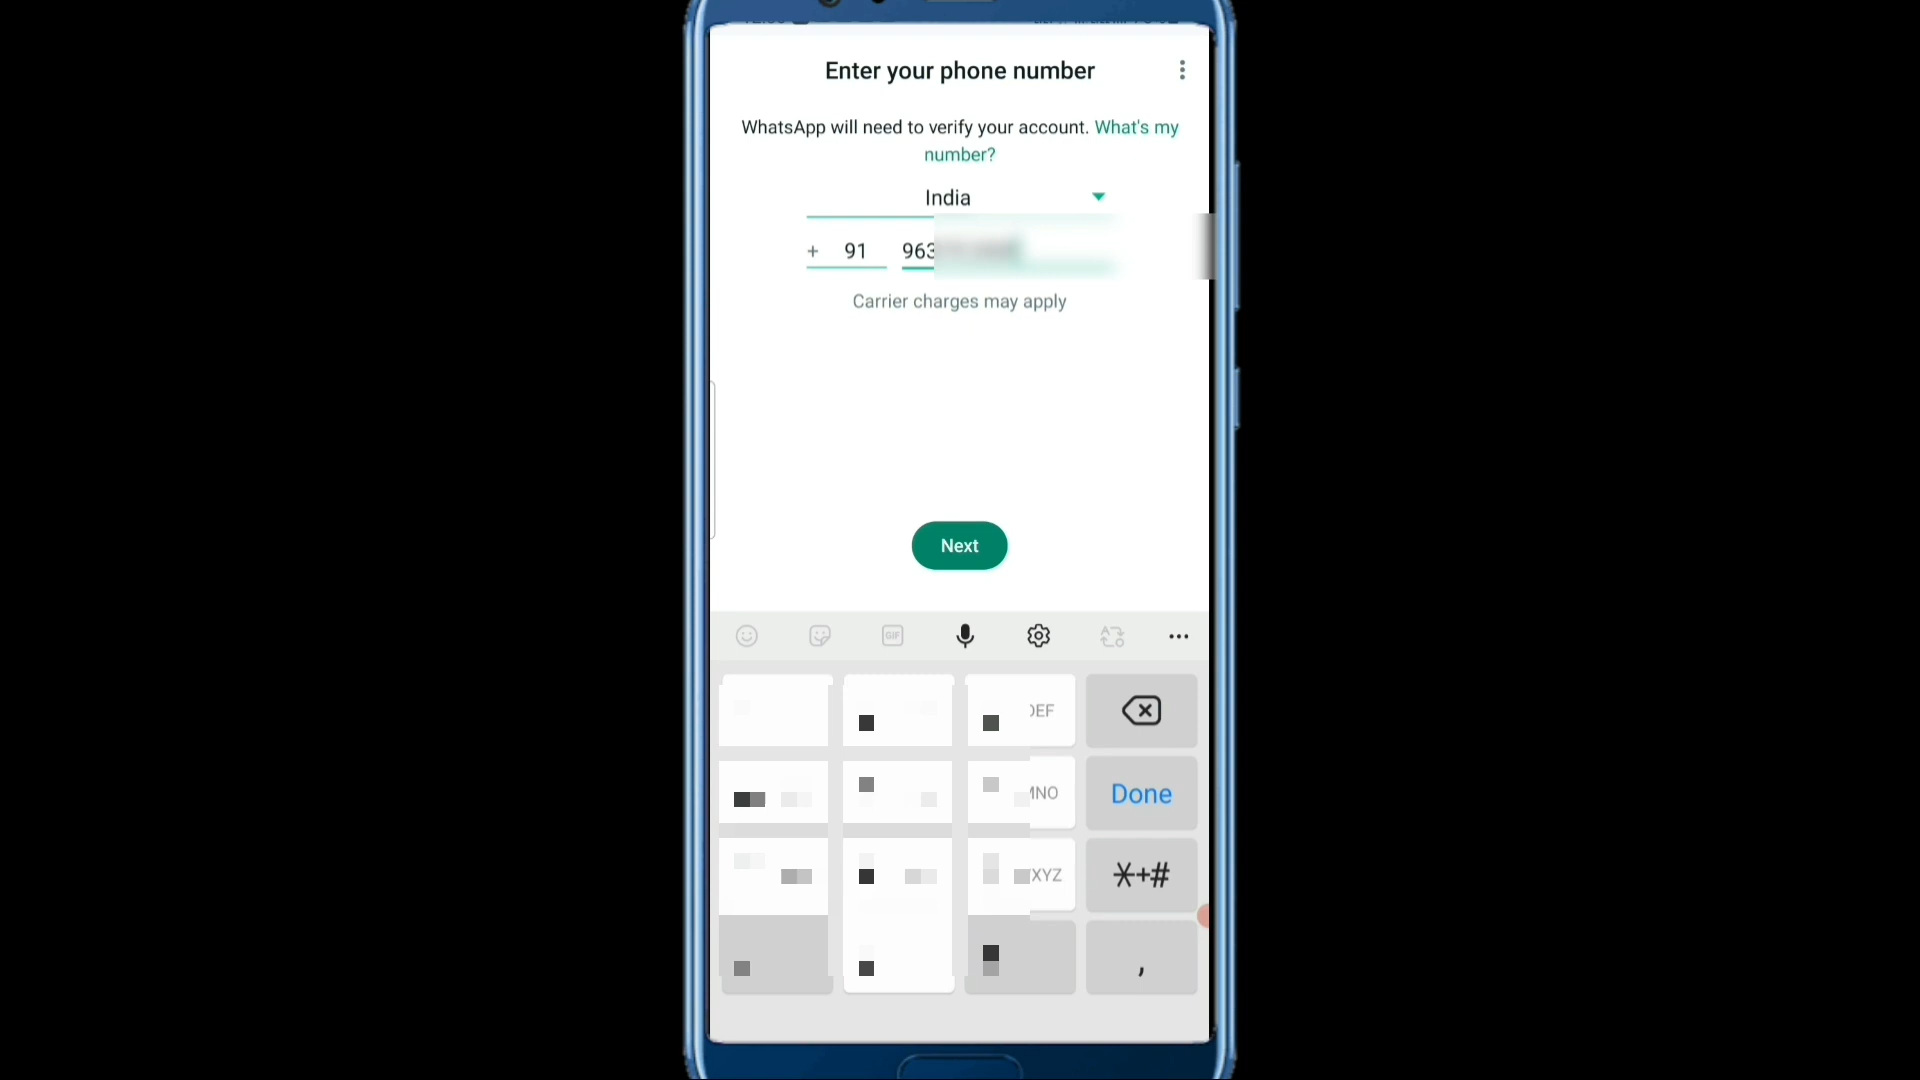 Enter your phone number
WhatsApp will need to verify your account. What's my
number?
India
+ 91 963
Carrier charges may apply
Next
GIF
DEF
MNO
Done
XYZ
*+#
,